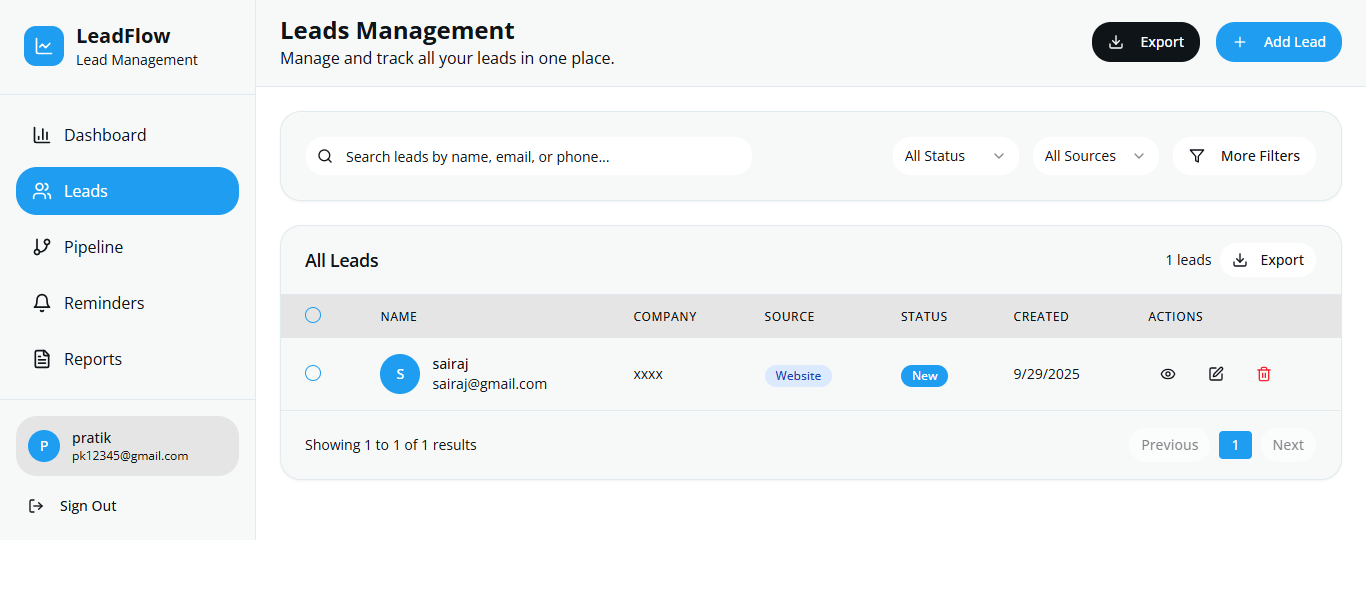 LeadFlow
Lead Management
Dashboard
Leads
Pipeline
Reminders
Reports
P
pratik
pk12345@gmail.com
Sign Out
Leads Management
Manage and track all your leads in one place.
Export
Add Lead
Search leads by name, email, or phone...
All Status
All Sources
More Filters
All Leads
1 leads
Export
NAME COMPANY SOURCE STATUS CREATED ACTIONS
S
sairaj
sairaj@gmail.com
xxxx
Website
New
9/29/2025
Showing 1 to 1 of 1 results
Previous 1 Next